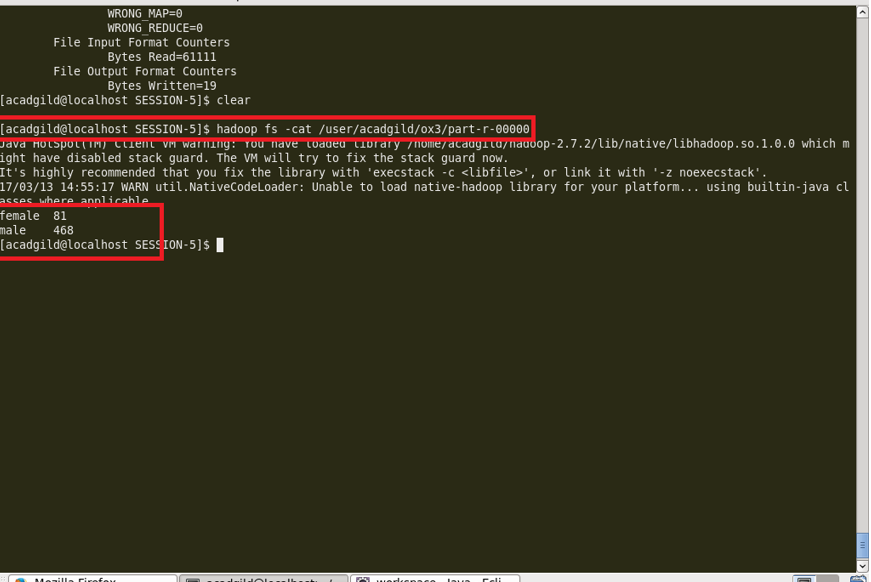 WRONG_MAP=0
WRONG_REDUCE=0
File Input Format Counters
Bytes Read=61111
File Output Format Counters
Bytes Written=19
[acadgild@localhost SESSION-5]$ clear
[acadgild@localhost SESSION-5]$ hadoop fs -cat /user/acadgild/ox3/part-r-00000
Java HotSpot(TM) Client VM warning: You have loaded library /home/acadgild/hadoop-2.7.2/lib/native/libhadoop.so.1.0.0 which m
ight have disabled stack guard. The VM will try to fix the stack guard now.
It's highly recommended that you fix the library with 'execstack -c <libfile>', or link it with '-z noexecstack'.
17/03/13 14:55:17 WARN util.NativeCodeLoader: Unable to load native-hadoop library for your platform... using builtin-java cl
asses where applicable
female 81
male 468
[acadgild@localhost SESSION-5]$
Mozilla Firefox acadgild@localhost:~/ workspace - Java - Ecli